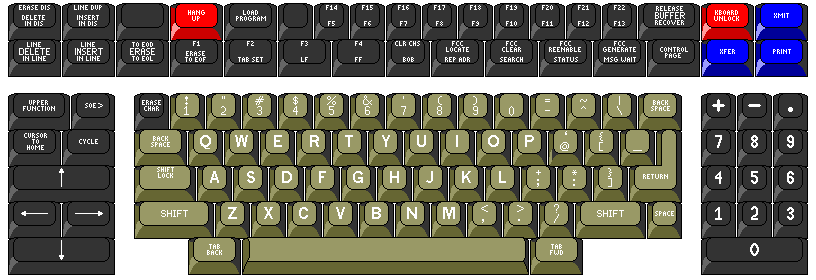 ERASE DIS DELETE IN DIS
LINE DUP INSERT IN DIS
HANG UP
LOAD PROGRAM
F14 F5
F15 F6
F16 F7
F17 F8
F18 F9
F19 F10
F20 F11
F21 F12
F22 F13
RELEASE BUFFER RECOVER
KBOARD UNLOCK
XMIT
LINE DELETE IN LINE
LINE INSERT IN LINE
TO EOD ERASE TO EOL
F1 ERASE TO EOF
F2 TAB SET
F3 LF
F4 FF
CLR CHS BOB
FCC LOCATE REP ADR
FCC CLEAR SEARCH
FCC REENABLE STATUS
FCC GENERATE MSG WAIT
CONTROL PAGE
XFER
PRINT
UPPER FUNCTION
SOE >
ERASE CHAR
! 1
" 2
# 3
$ 4
% 5
& 6
' 7
( 8
) 9
0
= -
~ ^
| \
BACK SPACE
+ − .
CURSOR TO HOME
CYCLE
BACK SPACE
Q W E R T Y U I O P
` @
{ [
_
7 8 9
↑
SHIFT LOCK
A S D F G H J K L
+ ;
* :
} ]
RETURN
4 5 6
← →
SHIFT
Z X C V B N M
< ,
> .
? /
SHIFT
SPACE
1 2 3
↓
TAB BACK
TAB FWD
0